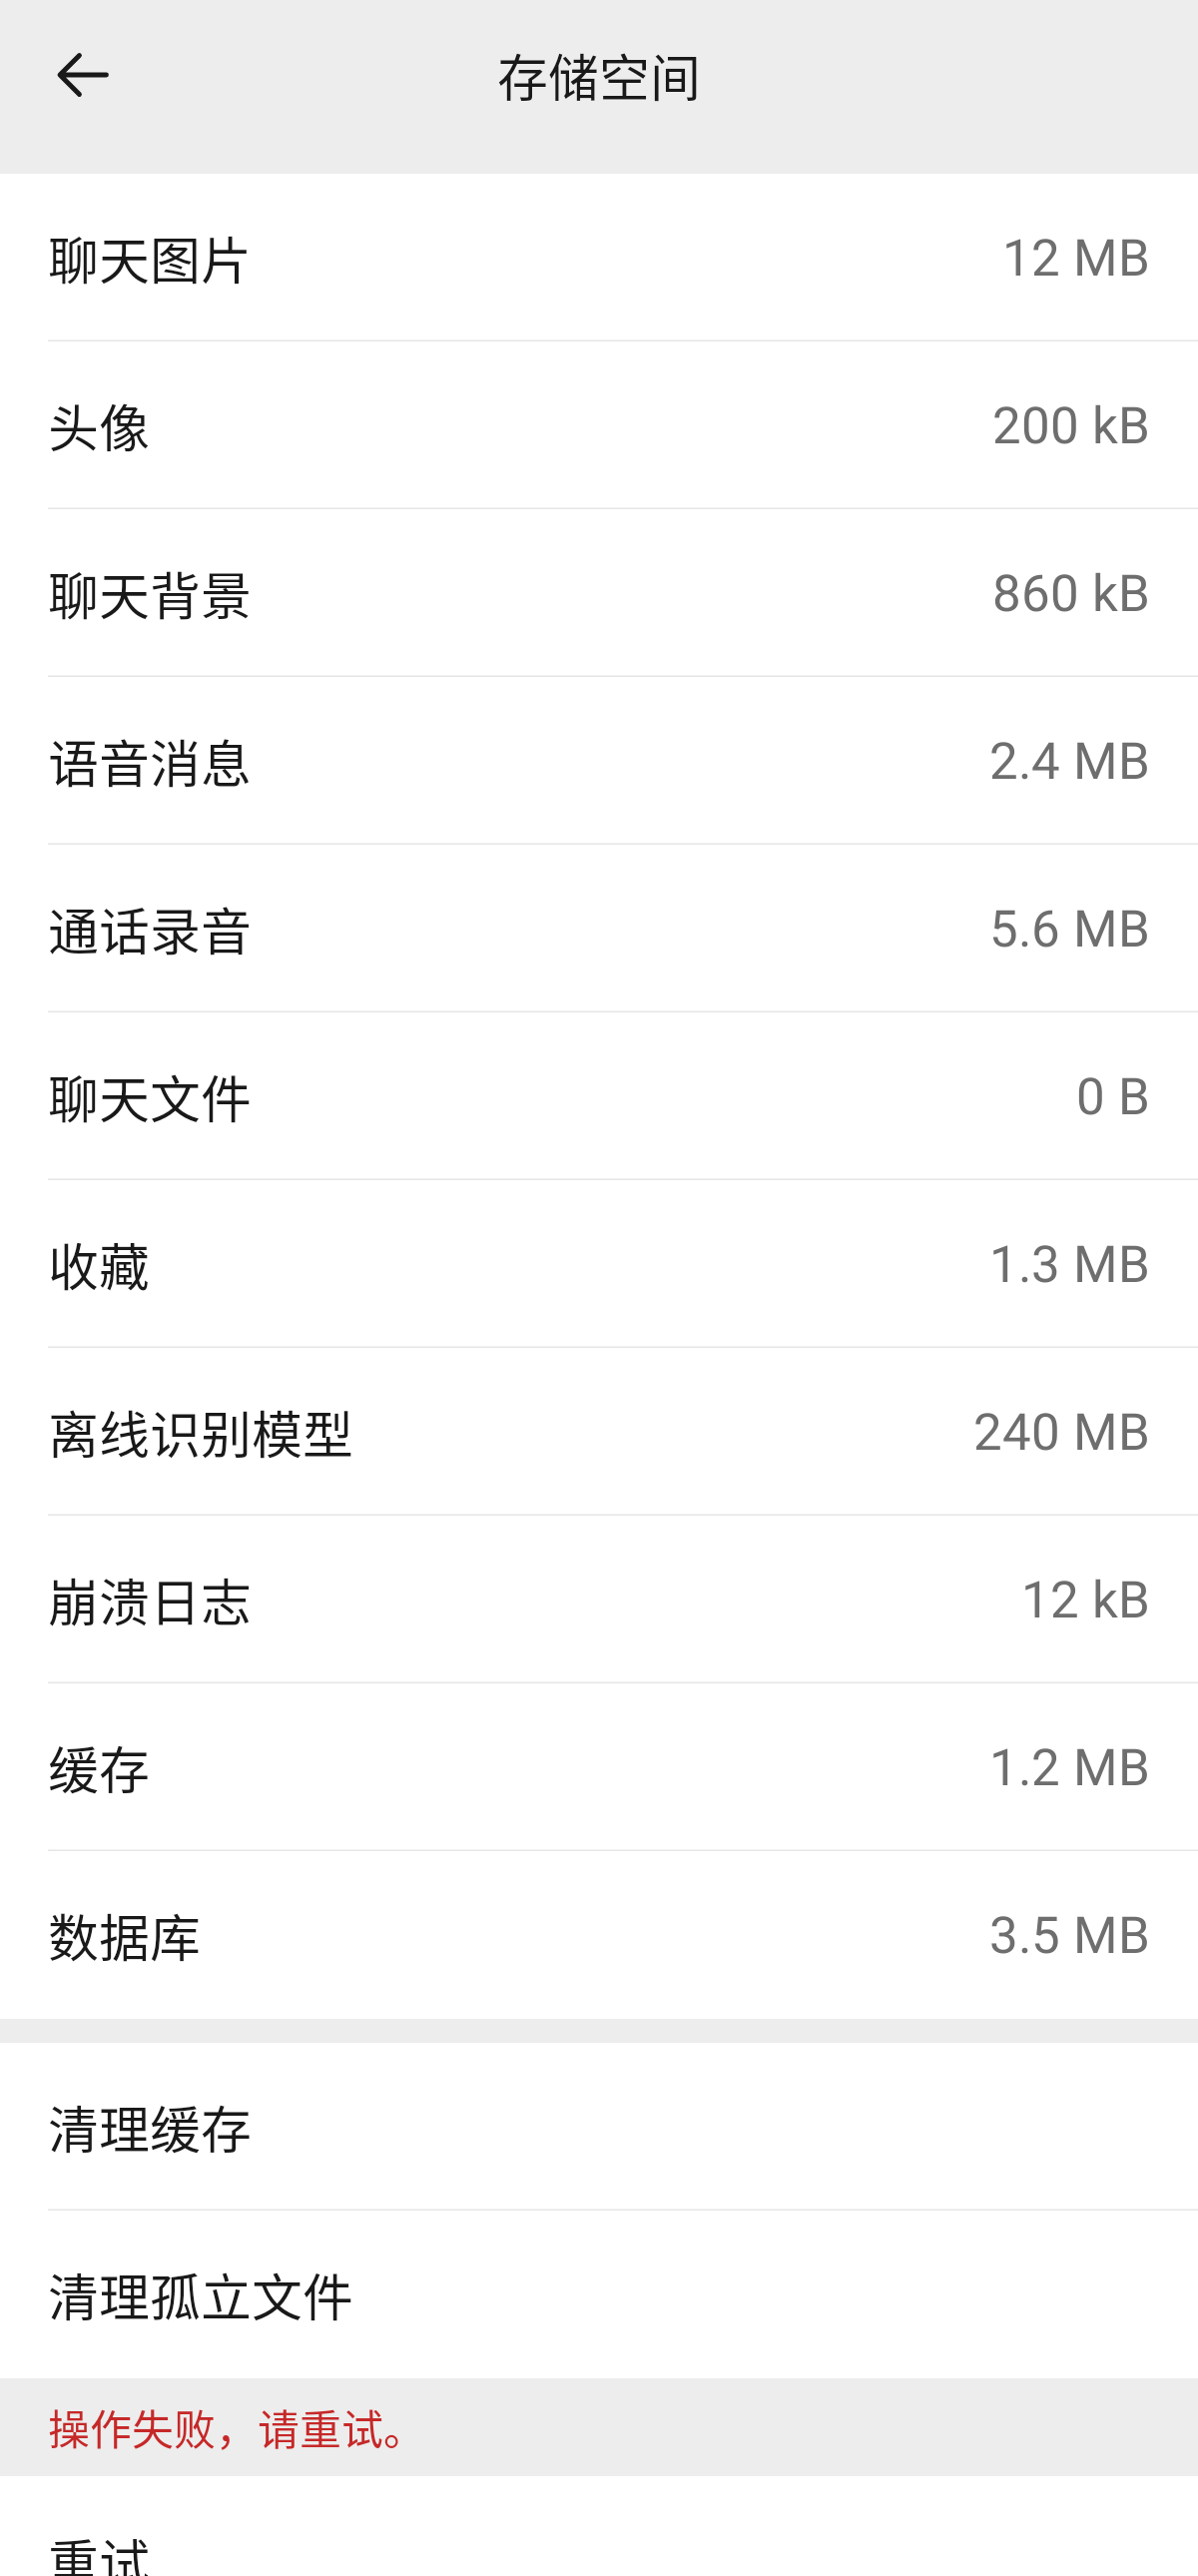 存储空间
聊天图片 12 MB
头像 200 kB
聊天背景 860 kB
语音消息 2.4 MB
通话录音 5.6 MB
聊天文件 0 B
收藏 1.3 MB
离线识别模型 240 MB
崩溃日志 12 kB
缓存 1.2 MB
数据库 3.5 MB
清理缓存
清理孤立文件
操作失败，请重试。
重试